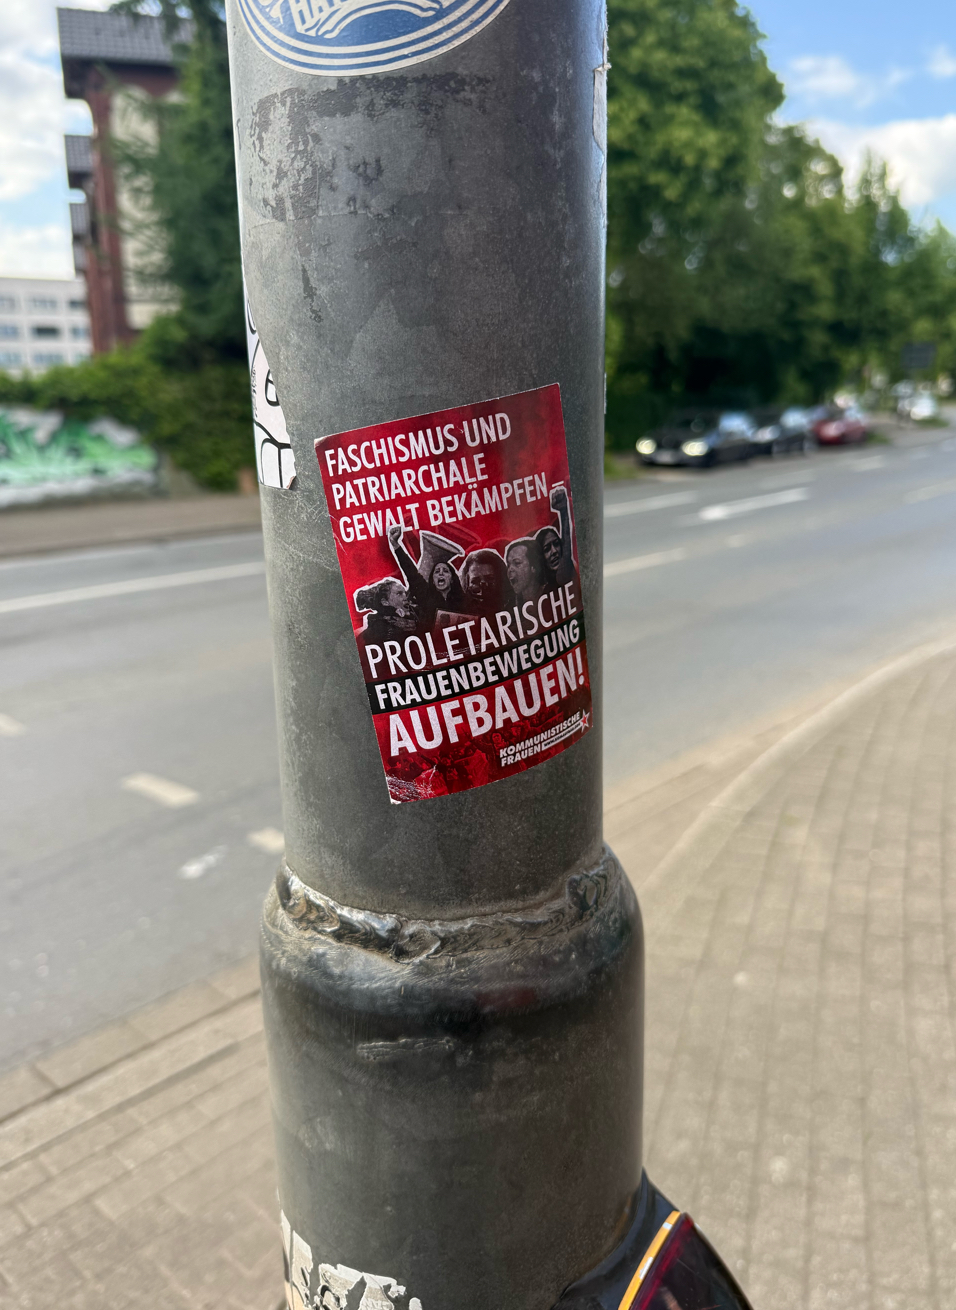 FASCHISMUS UND
PATRIARCHALE
GEWALT BEKÄMPFEN –
PROLETARISCHE
FRAUENBEWEGUNG
AUFBAUEN!
KOMMUNISTISCHE
FRAUEN